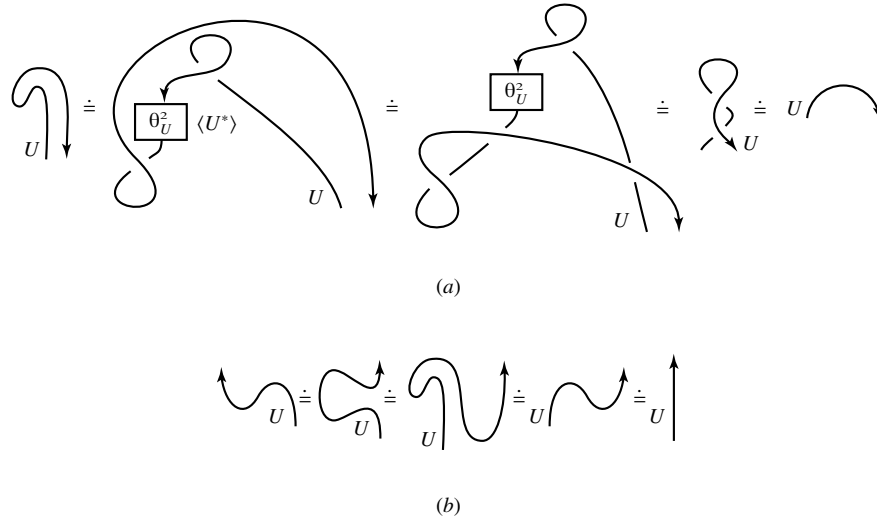 U ≐ θ²_U ⟨U*⟩ U ≐ θ²_U U ≐ U ≐ U
(a)
U ≐ U ≐ U ≐ U ≐ U
(b)